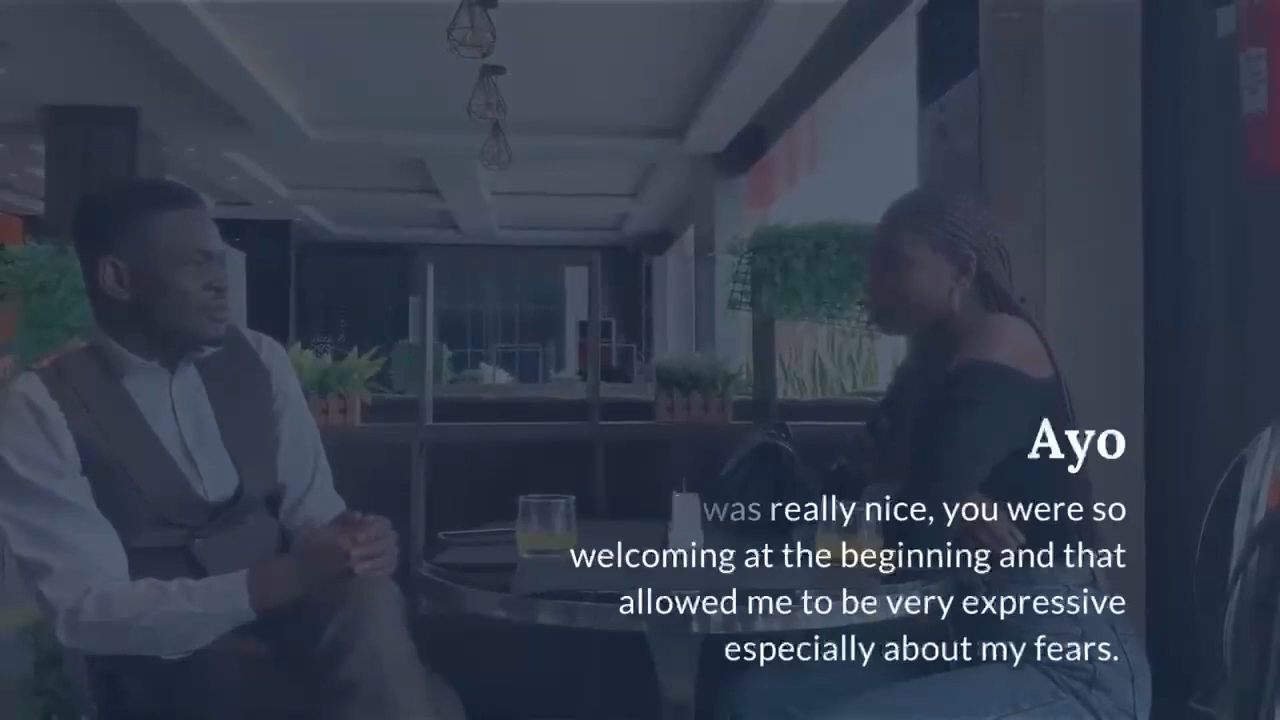 Ayo
was really nice, you were so
welcoming at the beginning and that
allowed me to be very expressive
especially about my fears.